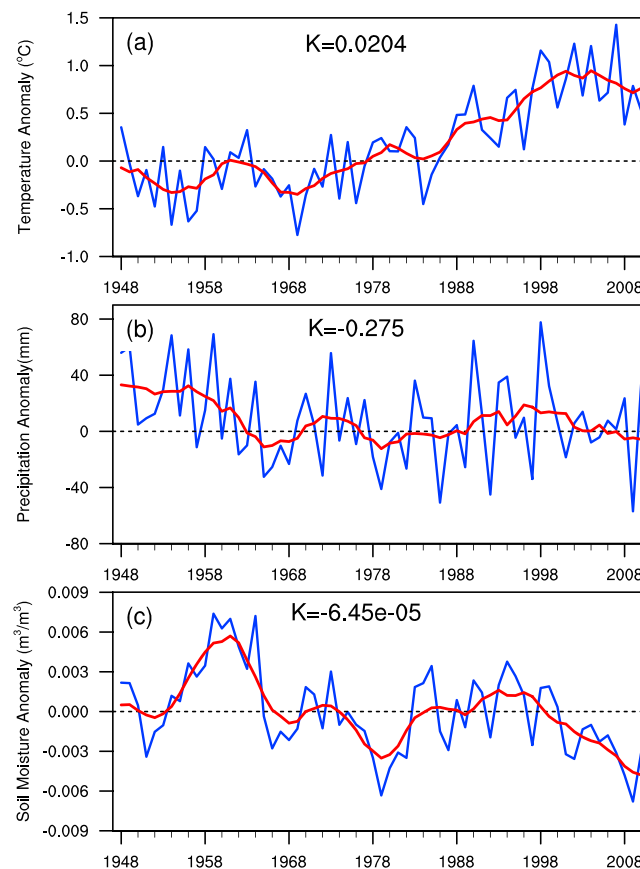 Temperature Anomaly (°C)
(a)
K=0.0204
1.5
1.0
0.5
0.0
-0.5
-1.0
1948 1958 1968 1978 1988 1998 2008
Precipitation Anomaly(mm)
(b)
K=-0.275
80
40
0
-40
-80
1948 1958 1968 1978 1988 1998 2008
Soil Moisture Anomaly (m³/m³)
(c)
K=-6.45e-05
0.009
0.006
0.003
0.000
-0.003
-0.006
-0.009
1948 1958 1968 1978 1988 1998 2008